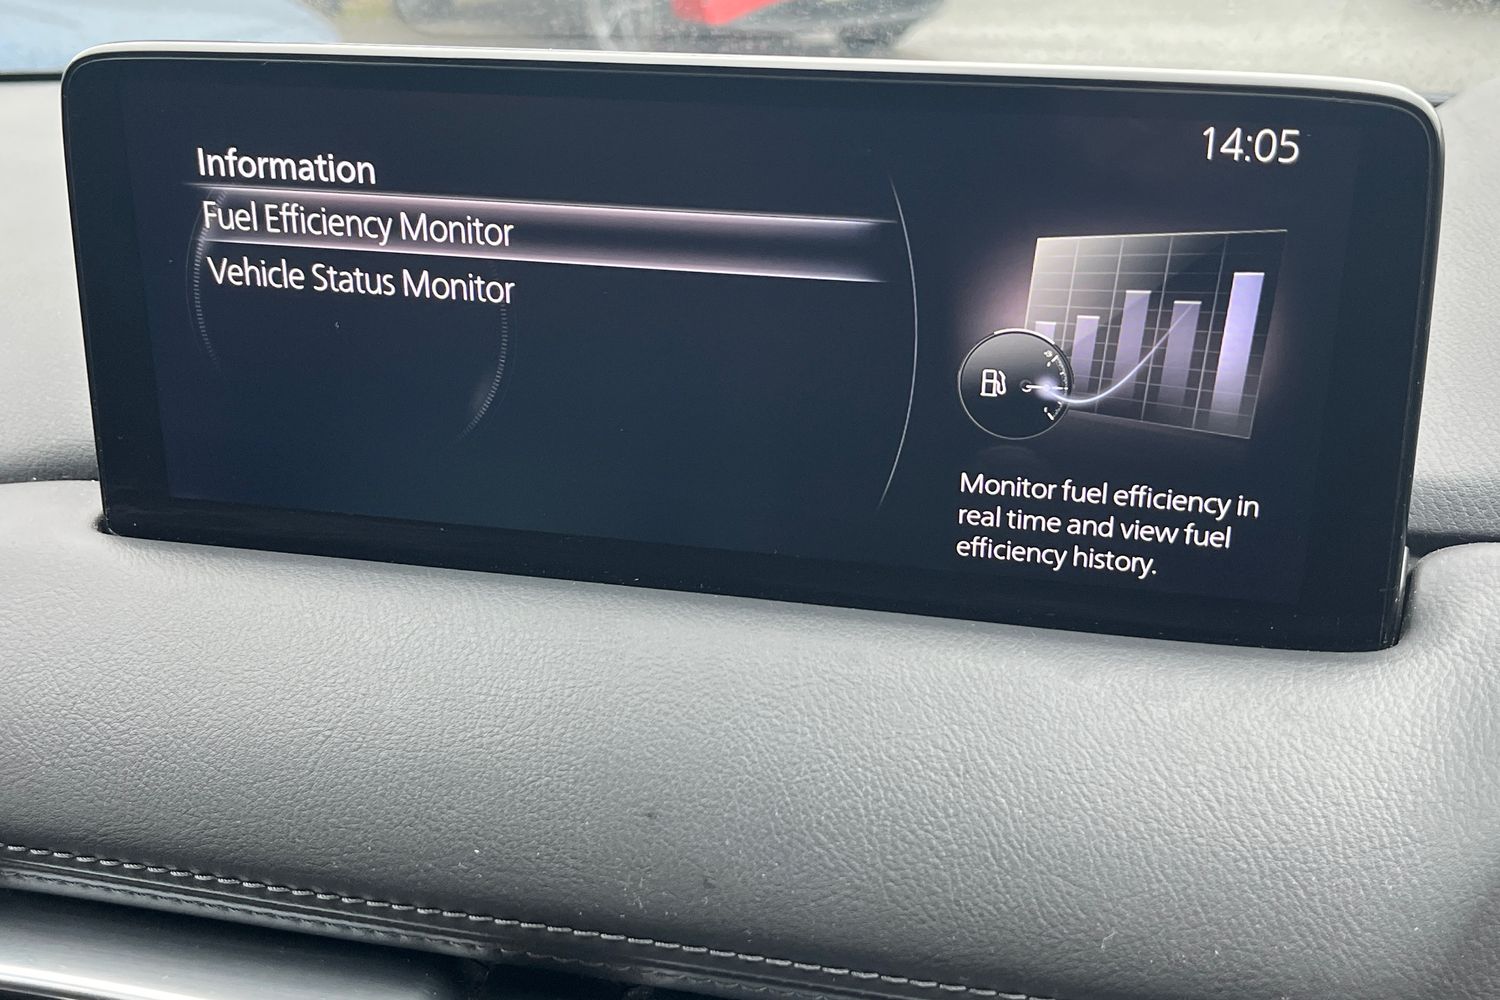 14:05
Information
Fuel Efficiency Monitor
Vehicle Status Monitor
Monitor fuel efficiency in
real time and view fuel
efficiency history.